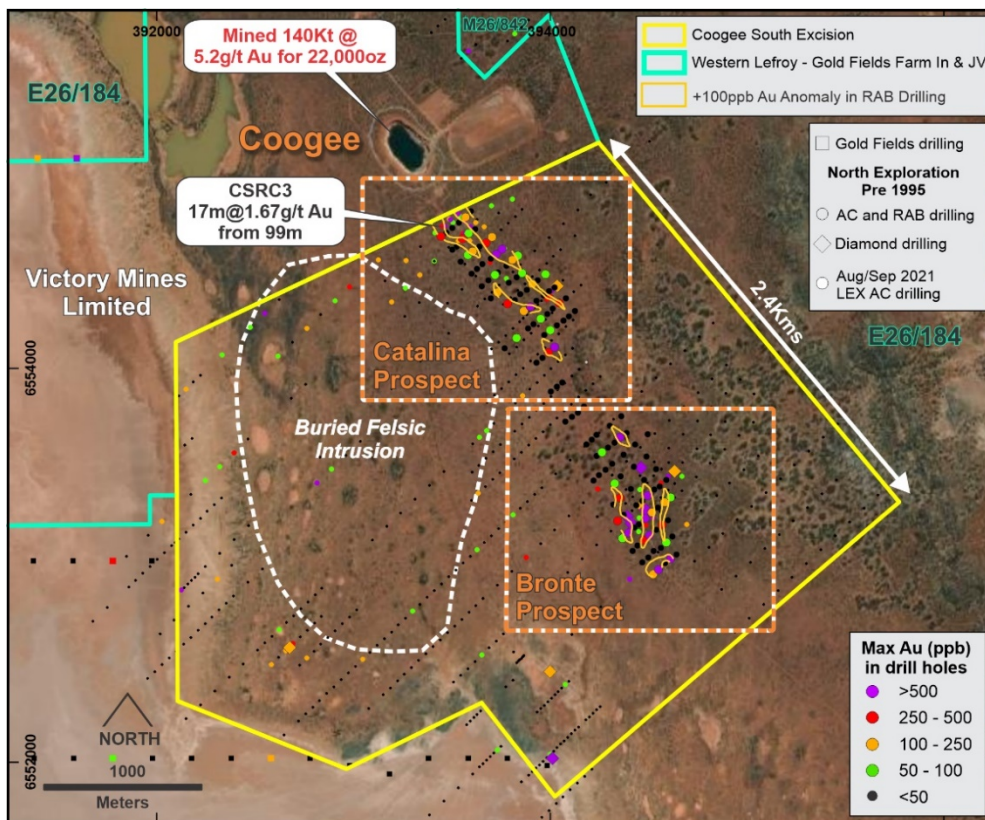 392000
Mined 140Kt @
5.2g/t Au for 22,000oz
M26/842
394000
Coogee South Excision
Western Lefroy - Gold Fields Farm In & JV
+100ppb Au Anomaly in RAB Drilling
E26/184
Coogee
Gold Fields drilling
North Exploration
Pre 1995
AC and RAB drilling
Diamond drilling
Aug/Sep 2021
LEX AC drilling
CSRC3
17m@1.67g/t Au
from 99m
Victory Mines
Limited
2.4Kms
E26/184
6554000
Catalina
Prospect
Buried Felsic
Intrusion
Bronte
Prospect
Max Au (ppb)
in drill holes
>500
250 - 500
100 - 250
50 - 100
<50
NORTH
1000
Meters
6552000